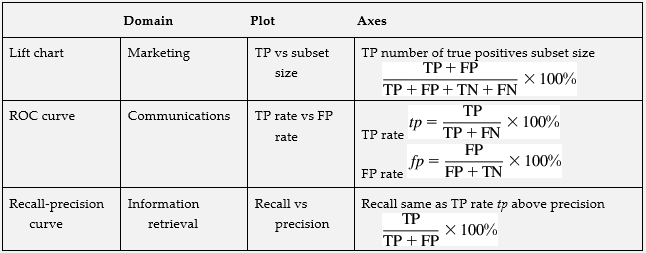 Domain Plot Axes
Lift chart Marketing TP vs subset TP number of true positives subset size
size TP + FP
TP + FP + TN + FN × 100%
ROC curve Communications TP rate vs FP TP
rate TP rate tp = TP + FN × 100%
FP
FP rate fp = FP + TN × 100%
Recall-precision Information Recall vs Recall same as TP rate tp above precision
curve retrieval precision TP
TP + FP × 100%